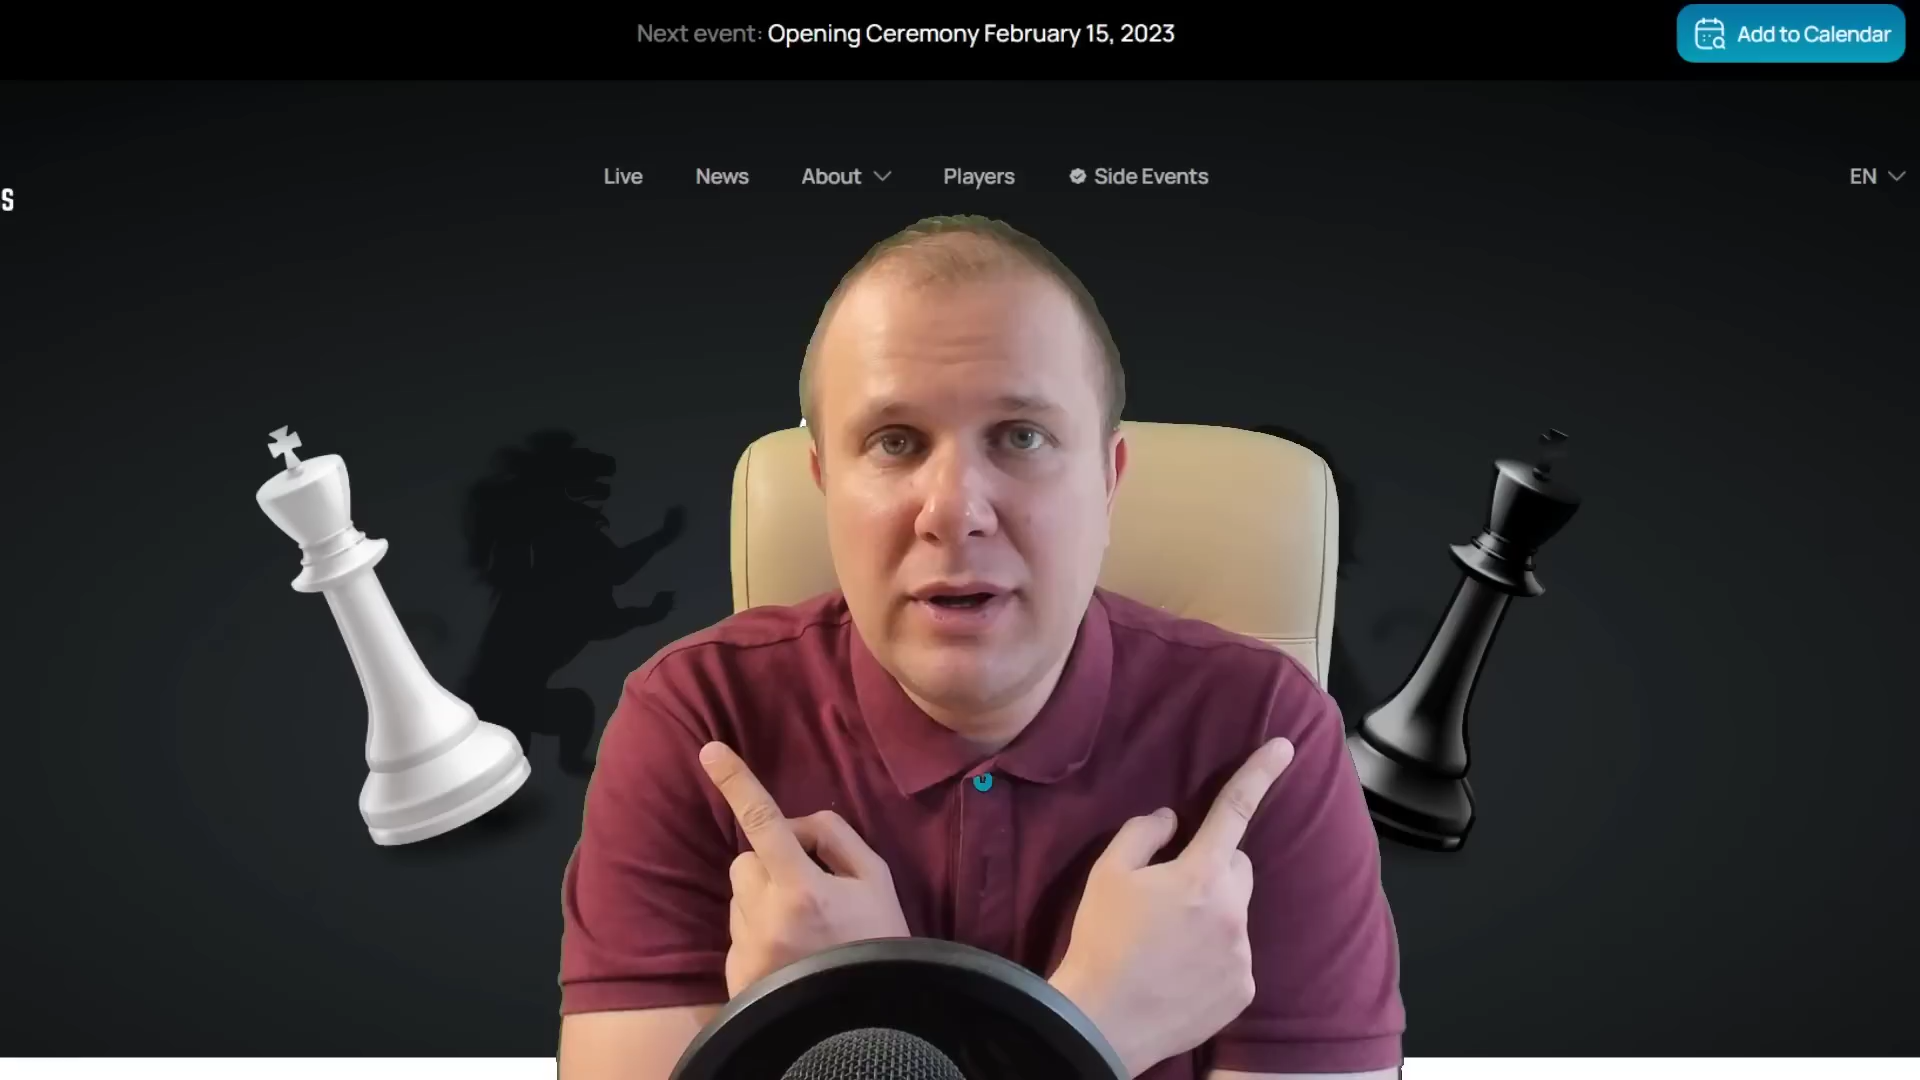 Next event: Opening Ceremony February 15, 2023
Add to Calendar
Live News About Players Side Events
EN
S